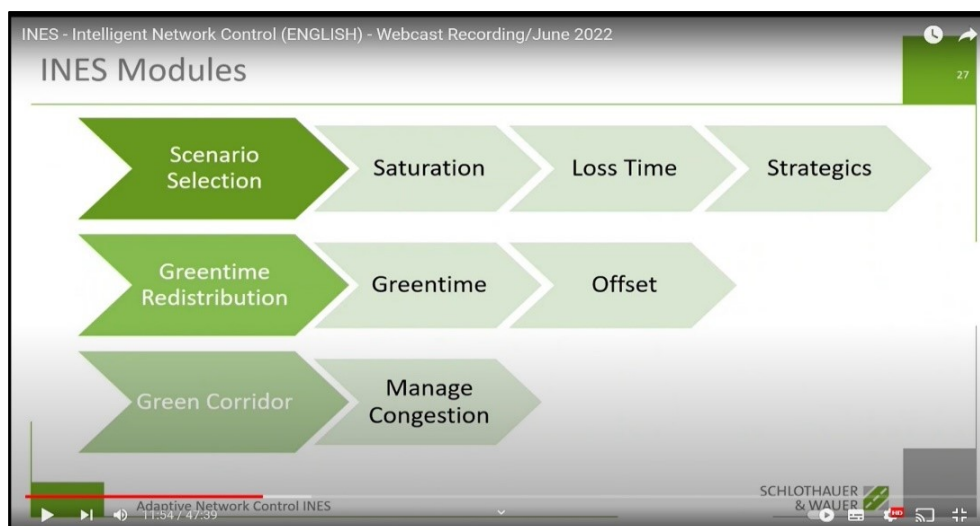 INES - Intelligent Network Control (ENGLISH) - Webcast Recording/June 2022
INES Modules
27
Scenario
Selection
Saturation
Loss Time
Strategics
Greentime
Redistribution
Greentime
Offset
Green Corridor
Manage
Congestion
SCHLOTHAUER
& WAUER
Adaptive Network Control INES
11:54 / 47:39
HD